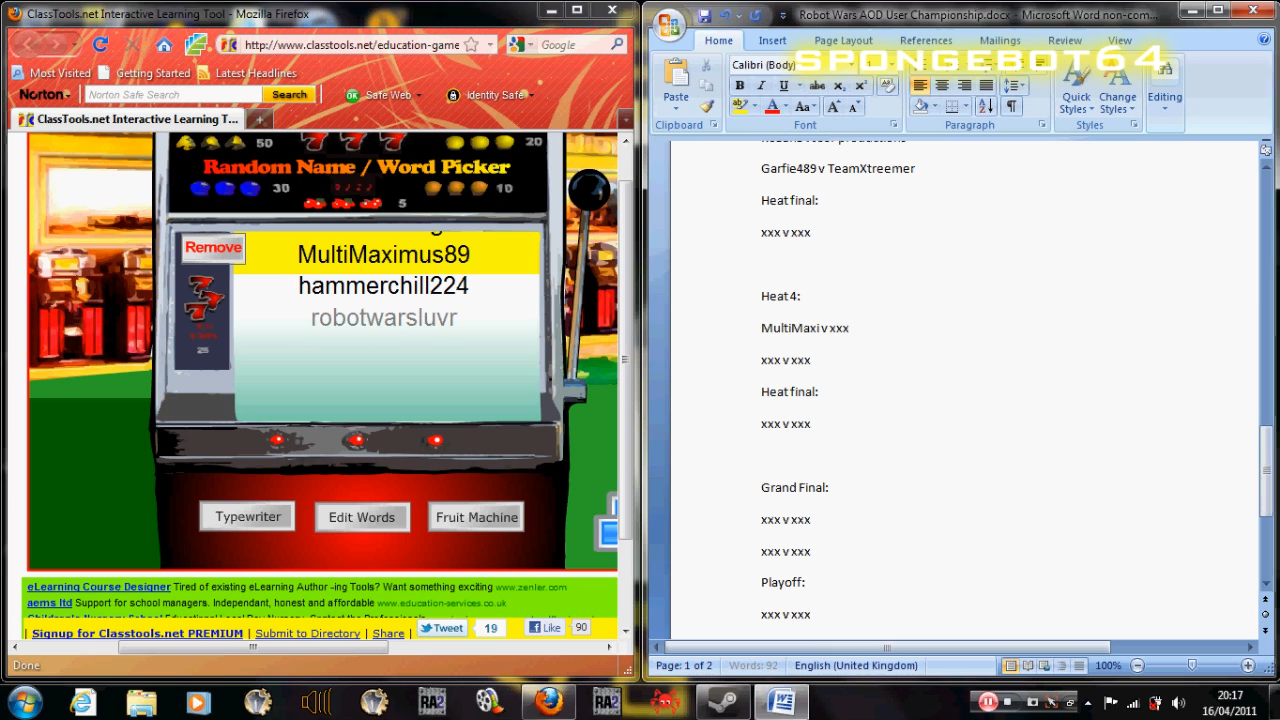 ClassTools.net Interactive Learning Tool - Mozilla Firefox
http://www.classtools.net/education-game
Google
Most Visited
Getting Started
Latest Headlines
Norton
Norton Safe Search
Search
Safe Web
Identity Safe
ClassTools.net Interactive Learning T...
50
20
Random Name / Word Picker
30
10
5
Remove
MultiMaximus89
hammerchill224
robotwarsluvr
25
Typewriter
Edit Words
Fruit Machine
eLearning Course Designer Tired of existing eLearning Author -ing Tools? Want something exciting www.zenler.com
aems ltd Support for school managers. Independant, honest and affordable www.education-services.co.uk
| Signup for Classtools.net PREMIUM | Submit to Directory | Share |
Tweet
19
Like
90
Done
Robot Wars AOD User Championship.docx - Microsoft Word non-com...
Home
Insert
Page Layout
References
Mailings
Review
View
SPONGEBOT64
Calibri (Body)
Paste
Quick Styles
Change Styles
Editing
Clipboard
Font
Paragraph
Styles
Garfie489 v TeamXtreemer
Heat final:
xxx v xxx
Heat 4:
MultiMaxi v xxx
xxx v xxx
Heat final:
xxx v xxx
Grand Final:
xxx v xxx
xxx v xxx
Playoff:
xxx v xxx
Page: 1 of 2
Words: 92
English (United Kingdom)
100%
RA2
RA2
20:17
16/04/2011